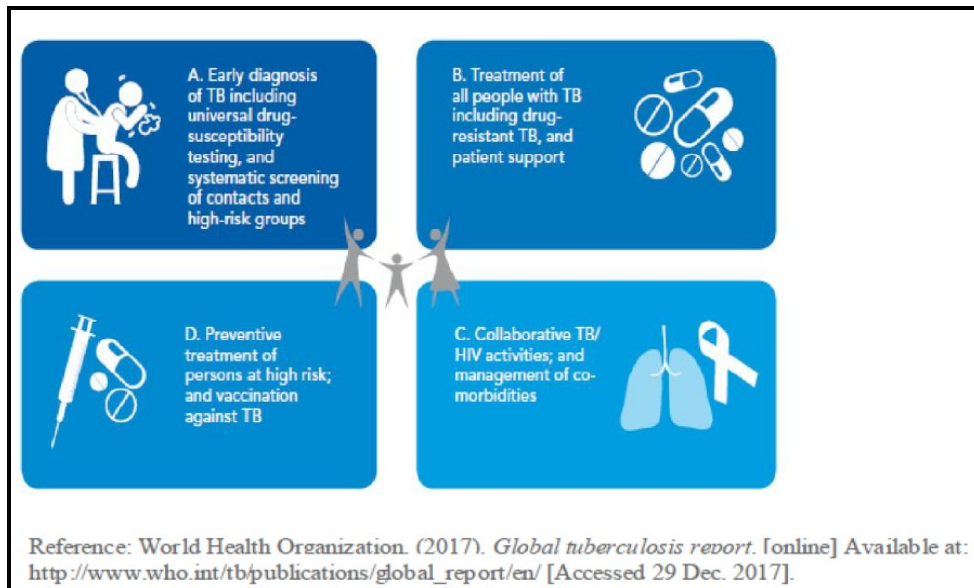 A. Early diagnosis
of TB including
universal drug-
susceptibility
testing, and
systematic screening
of contacts and
high-risk groups
B. Treatment of
all people with TB
including drug-
resistant TB, and
patient support
D. Preventive
treatment of
persons at high risk;
and vaccination
against TB
C. Collaborative TB/
HIV activities; and
management of co-
morbidities
Reference: World Health Organization. (2017). Global tuberculosis report. [online] Available at:
http://www.who.int/tb/publications/global_report/en/ [Accessed 29 Dec. 2017].